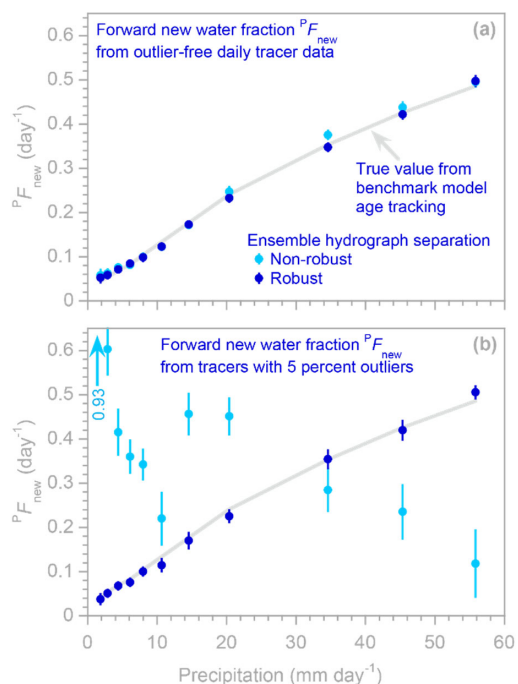 0.6
0.5
0.4
0.3
0.2
0.1
0
ᴾFnew (day⁻¹)
Forward new water fraction ᴾFnew
from outlier-free daily tracer data
(a)
True value from
benchmark model
age tracking
Ensemble hydrograph separation
Non-robust
Robust
0.6
0.5
0.4
0.3
0.2
0.1
0
ᴾFnew (day⁻¹)
0.93
Forward new water fraction ᴾFnew
from tracers with 5 percent outliers
(b)
0 10 20 30 40 50 60
Precipitation (mm day⁻¹)